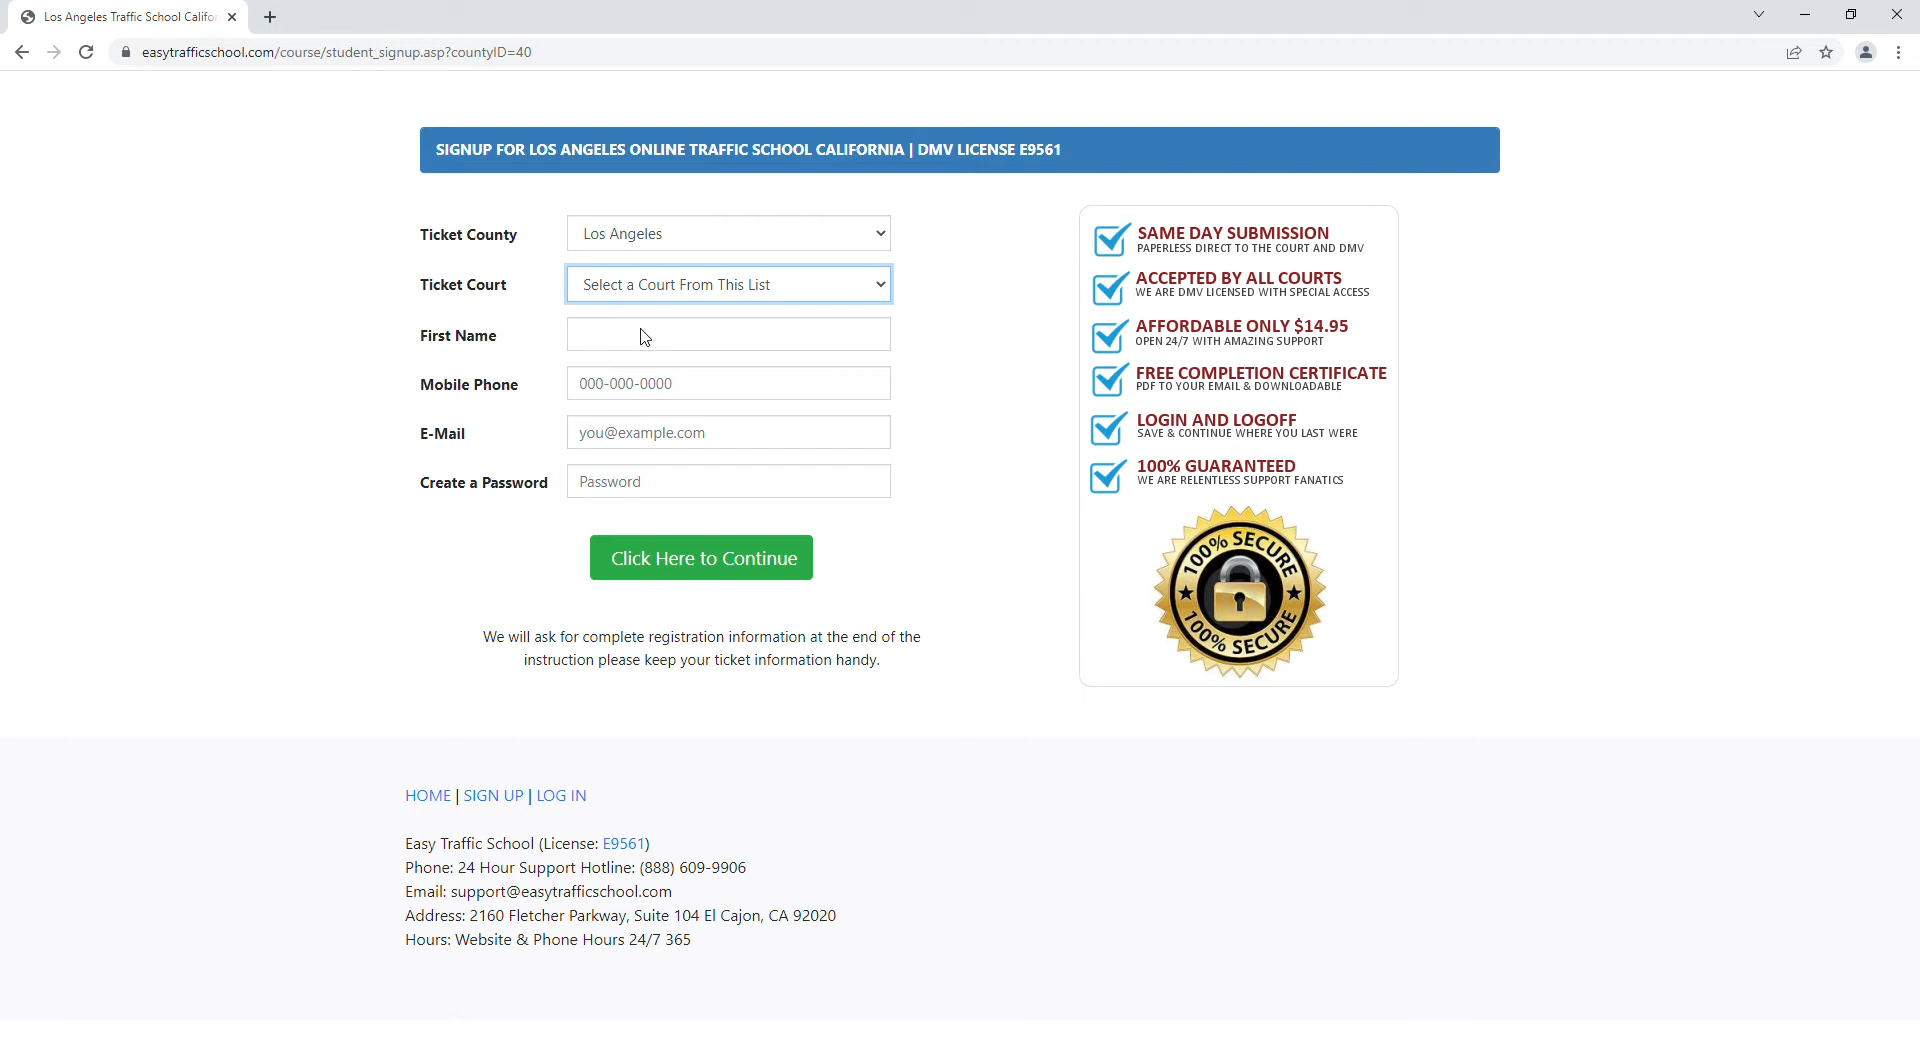 Los Angeles Traffic School Califor
easytrafficschool.com/course/student_signup.asp?countyID=40
SIGNUP FOR LOS ANGELES ONLINE TRAFFIC SCHOOL CALIFORNIA | DMV LICENSE E9561
Ticket County
Los Angeles
Ticket Court
Select a Court From This List
First Name
Mobile Phone
000-000-0000
E-Mail
you@example.com
Create a Password
Password
Click Here to Continue
We will ask for complete registration information at the end of the
instruction please keep your ticket information handy.
SAME DAY SUBMISSION
PAPERLESS DIRECT TO THE COURT AND DMV
ACCEPTED BY ALL COURTS
WE ARE DMV LICENSED WITH SPECIAL ACCESS
AFFORDABLE ONLY $14.95
OPEN 24/7 WITH AMAZING SUPPORT
FREE COMPLETION CERTIFICATE
PDF TO YOUR EMAIL & DOWNLOADABLE
LOGIN AND LOGOFF
SAVE & CONTINUE WHERE YOU LAST WERE
100% GUARANTEED
WE ARE RELENTLESS SUPPORT FANATICS
100% SECURE
100% SECURE
HOME | SIGN UP | LOG IN
Easy Traffic School (License: E9561)
Phone: 24 Hour Support Hotline: (888) 609-9906
Email: support@easytrafficschool.com
Address: 2160 Fletcher Parkway, Suite 104 El Cajon, CA 92020
Hours: Website & Phone Hours 24/7 365